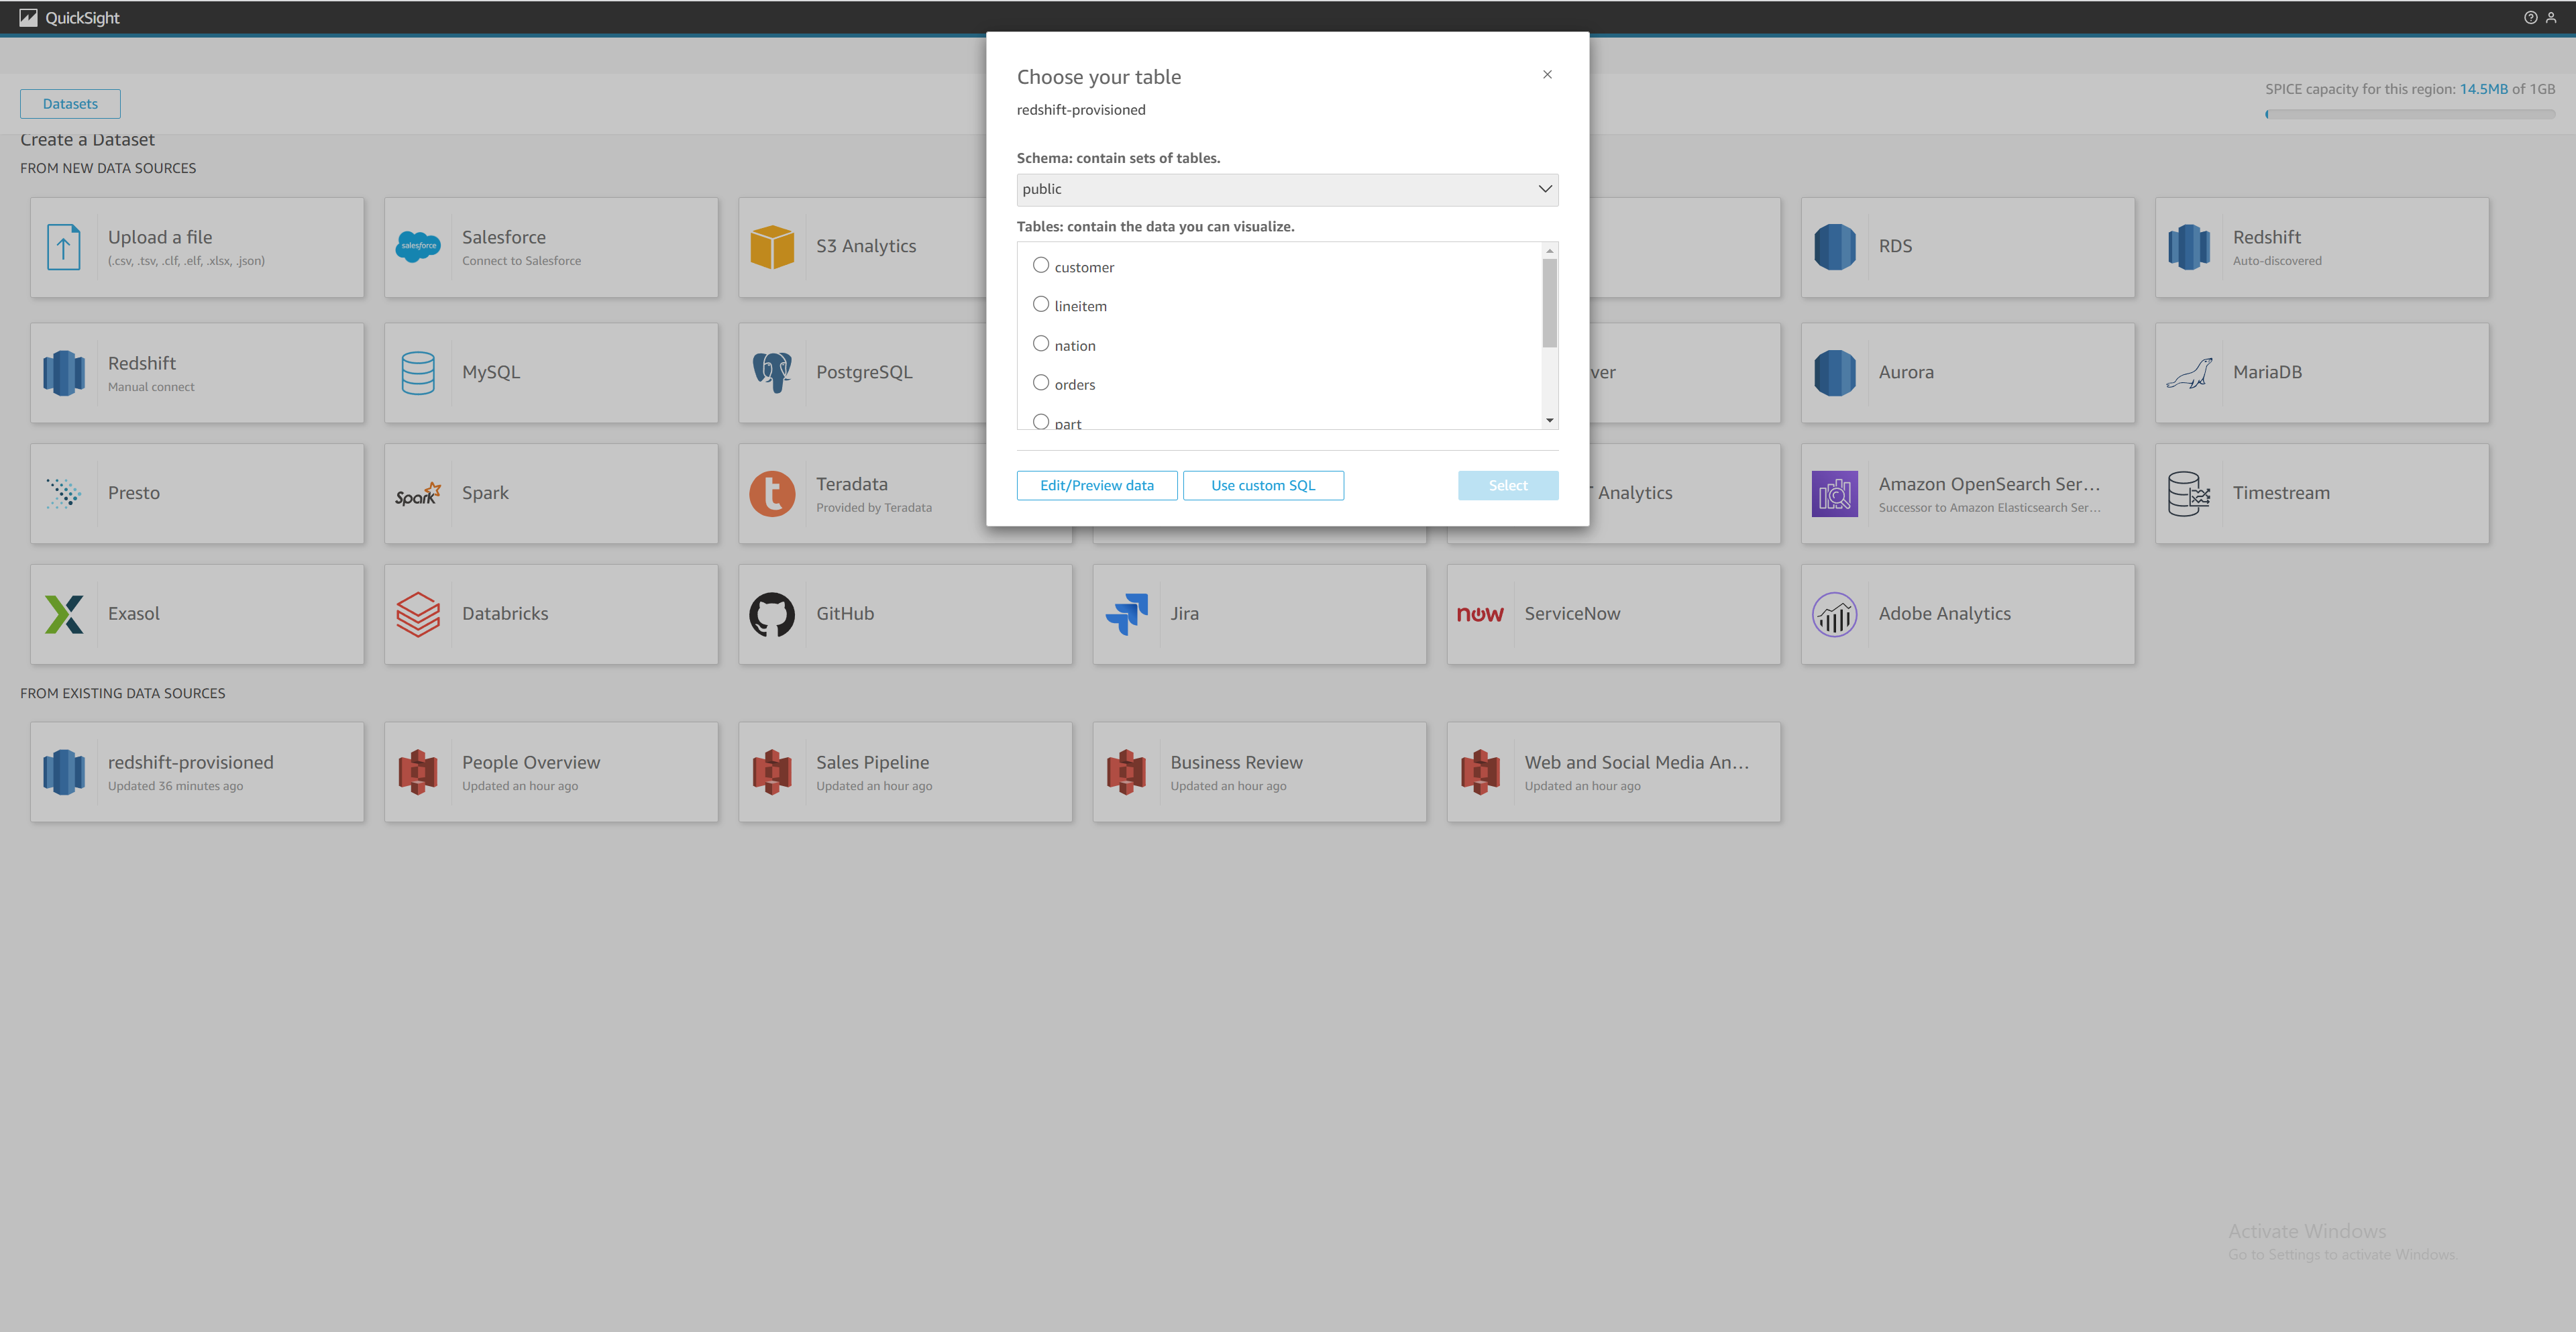 QuickSight
Choose your table
redshift-provisioned
Schema: contain sets of tables.
public
Tables: contain the data you can visualize.
customer
lineitem
nation
orders
part
Edit/Preview data
Use custom SQL
Select
Datasets
SPICE capacity for this region: 14.5MB of 1GB
Create a Dataset
FROM NEW DATA SOURCES
Upload a file
(.csv, .tsv, .clf, .elf, .xlsx, .json)
salesforce
Salesforce
Connect to Salesforce
S3 Analytics
RDS
Redshift
Auto-discovered
Redshift
Manual connect
MySQL
PostgreSQL
ver
Aurora
MariaDB
Presto
Spark
Spark
Teradata
Provided by Teradata
Analytics
Amazon OpenSearch Ser...
Successor to Amazon Elasticsearch Ser...
Timestream
Exasol
Databricks
GitHub
Jira
now
ServiceNow
Adobe Analytics
FROM EXISTING DATA SOURCES
redshift-provisioned
Updated 36 minutes ago
People Overview
Updated an hour ago
Sales Pipeline
Updated an hour ago
Business Review
Updated an hour ago
Web and Social Media An...
Updated an hour ago
Activate Windows
Go to Settings to activate Windows.